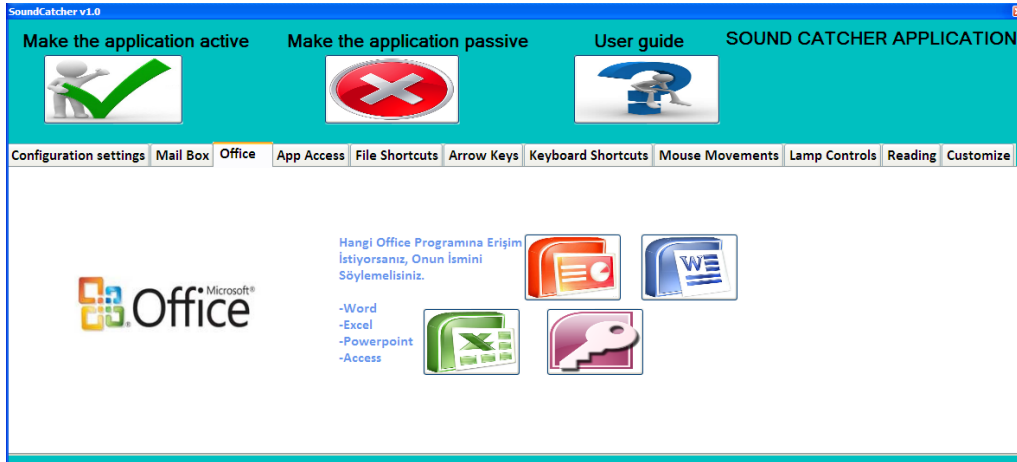 SoundCatcher v1.0
Make the application active
Make the application passive
User guide
SOUND CATCHER APPLICATION
Configuration settings
Mail Box
Office
App Access
File Shortcuts
Arrow Keys
Keyboard Shortcuts
Mouse Movements
Lamp Controls
Reading
Customize
Hangi Office Programına Erişim
İstiyorsanız, Onun İsmini
Söylemelisiniz.
-Word
-Excel
-Powerpoint
-Access
Microsoft®
Office
W
X